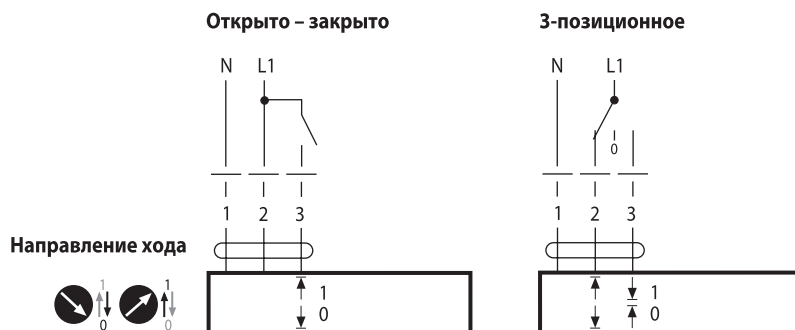 Открыто – закрыто
3-позиционное
N L1
N L1
0
1 2 3
1 2 3
Направление хода
1 1
0 0
1
0
1
0